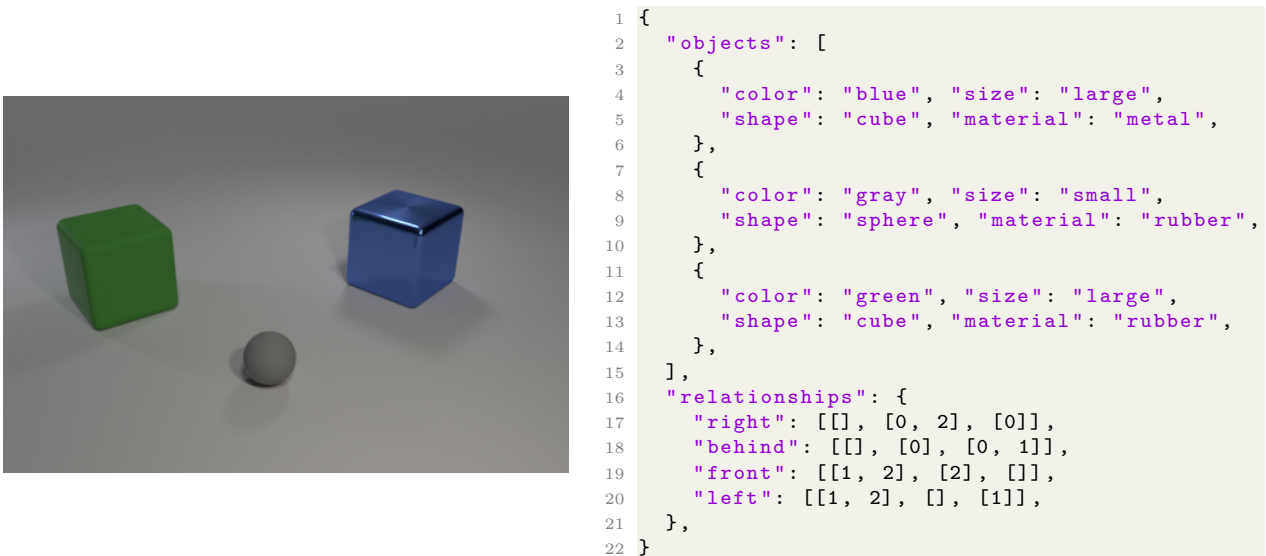 1 {
2 "objects": [
3 {
4 "color": "blue", "size": "large",
5 "shape": "cube", "material": "metal",
6 },
7 {
8 "color": "gray", "size": "small",
9 "shape": "sphere", "material": "rubber",
10 },
11 {
12 "color": "green", "size": "large",
13 "shape": "cube", "material": "rubber",
14 },
15 ],
16 "relationships": {
17 "right": [[], [0, 2], [0]],
18 "behind": [[], [0], [0, 1]],
19 "front": [[1, 2], [2], []],
20 "left": [[1, 2], [], [1]],
21 },
22 }